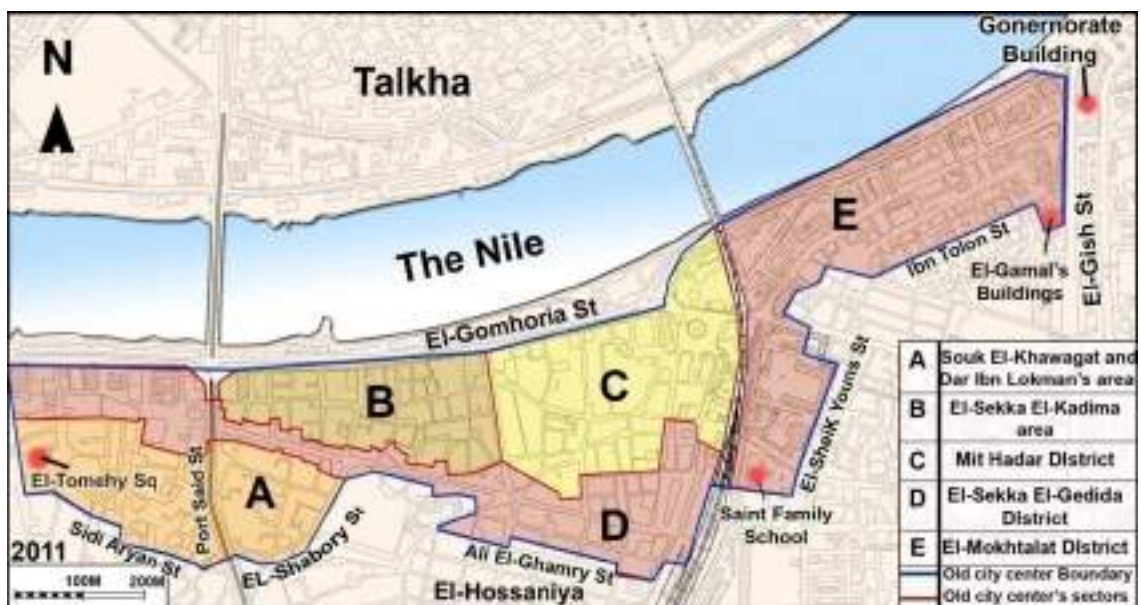 Gonernorate
Building
N
Talkha
E
The Nile
Ibn Tolon St
El-Gish St
El-Gamal's
Buildings
El-Gomhoria St
A
Souk El-Khawagat and
Dar Ibn Lokman's area
B
El-Sekka El-Kadima
area
C
Mit Hadar District
D
El-Sekka El-Gedida
District
E
El-Mokhtalat District
Old city center Boundary
Old city center's sectors
B
C
El-SheiK Youns St
El-Tomehy Sq
Port Said St
A
D
Saint Family
School
Sidi Aryan St
EL-Shabory St
Ali El-Ghamry St
El-Hossaniya
2011
100M
200M